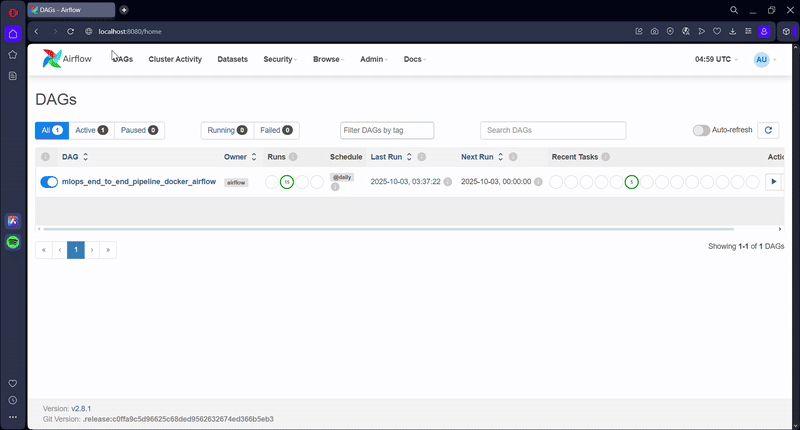 DAGs - Airflow
localhost:8080/home
Airflow DAGs Cluster Activity Datasets Security Browse Admin Docs 04:59 UTC AU
DAGs
All 1 Active 1 Paused 0 Running 0 Failed 0 Filter DAGs by tag Search DAGs Auto-refresh
DAG Owner Runs Schedule Last Run Next Run Recent Tasks Actio
mlops_end_to_end_pipeline_docker_airflow airflow 15 @daily 2025-10-03, 03:37:22 2025-10-03, 00:00:00 5
« ‹ 1 › » Showing 1-1 of 1 DAGs
Version: v2.8.1
Git Version: .release:c0ffa9c5d96625c68ded9562632674ed366b5eb3